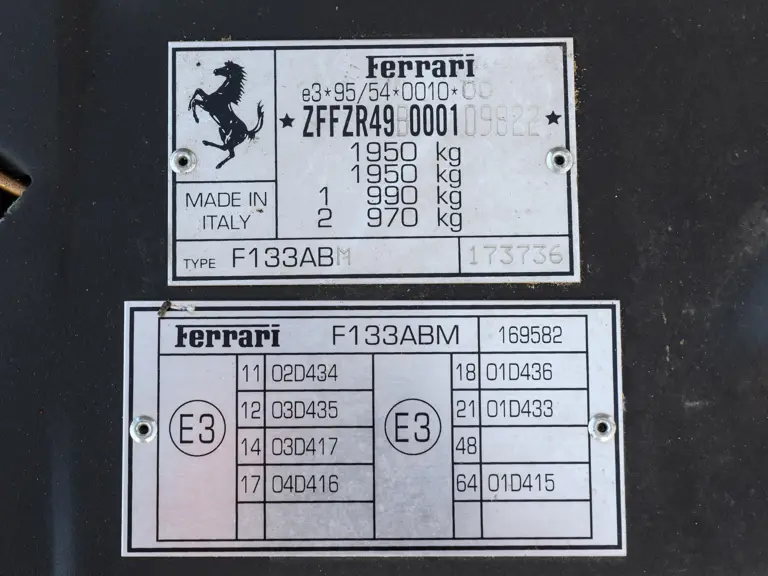 Ferrari
e3*95/54*0010*00
★ ZFFZR49B000109822 ★
1950 kg
1950 kg
1 990 kg
2 970 kg
MADE IN
ITALY
TYPE F133ABM 173736
Ferrari F133ABM 169582
E3 11 02D434 E3 18 01D436
12 03D435 21 01D433
14 03D417 48
17 04D416 64 01D415